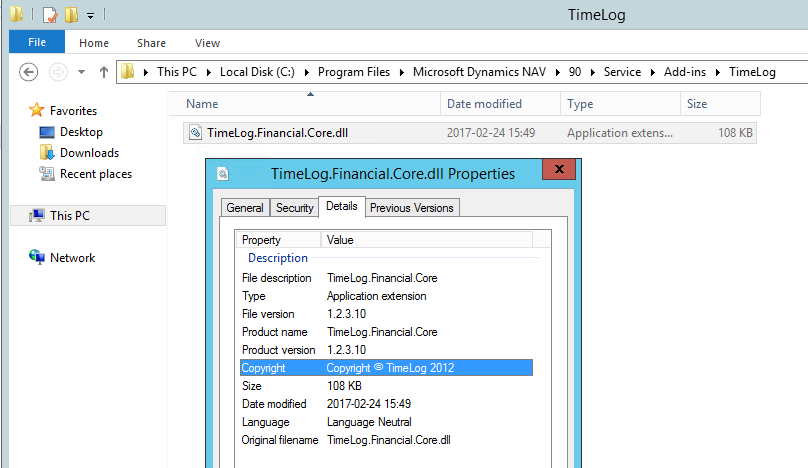 TimeLog
File Home Share View
This PC Local Disk (C:) Program Files Microsoft Dynamics NAV 90 Service Add-ins TimeLog
Favorites
Desktop
Downloads
Recent places
This PC
Network
Name Date modified Type Size
TimeLog.Financial.Core.dll 2017-02-24 15:49 Application extens... 108 KB
TimeLog.Financial.Core.dll Properties x
General Security Details Previous Versions
Property Value
Description
File description TimeLog.Financial.Core
Type Application extension
File version 1.2.3.10
Product name TimeLog.Financial.Core
Product version 1.2.3.10
Copyright Copyright © TimeLog 2012
Size 108 KB
Date modified 2017-02-24 15:49
Language Language Neutral
Original filename TimeLog.Financial.Core.dll